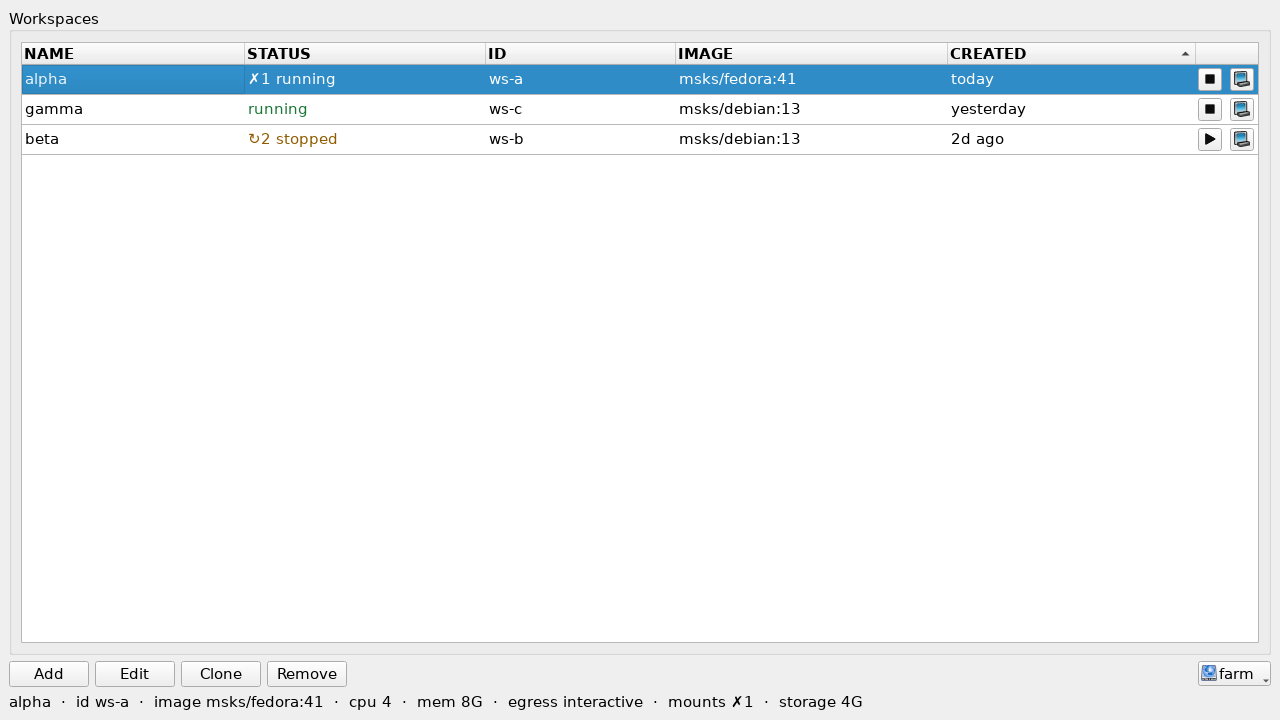 Workspaces
NAME STATUS ID IMAGE CREATED
alpha ✗1 running ws-a msks/fedora:41 today
gamma running ws-c msks/debian:13 yesterday
beta ↻2 stopped ws-b msks/debian:13 2d ago
Add Edit Clone Remove farm
alpha · id ws-a · image msks/fedora:41 · cpu 4 · mem 8G · egress interactive · mounts ✗1 · storage 4G